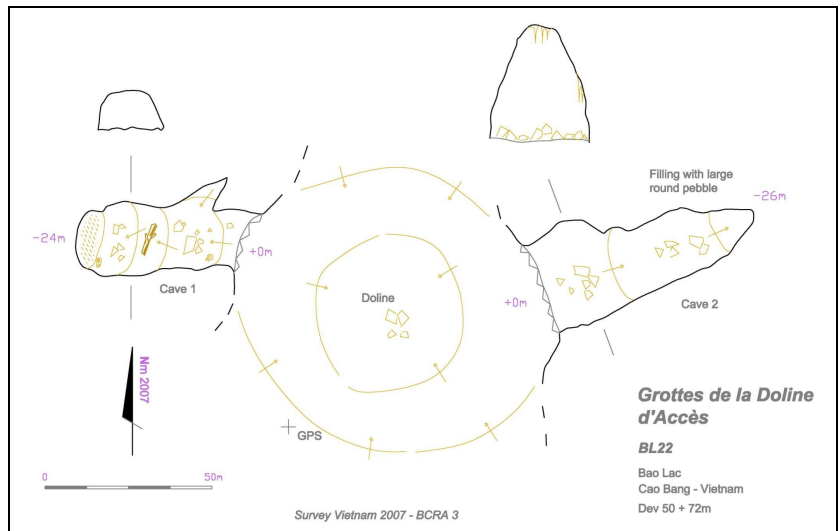 Filling with large
round pebble
-26m
-24m
+0m
Cave 1
Doline
+0m
Cave 2
Nm 2007
GPS
Grottes de la Doline
d'Accès
BL22
Bao Lac
Cao Bang - Vietnam
Dev 50 + 72m
0
50m
Survey Vietnam 2007 - BCRA 3